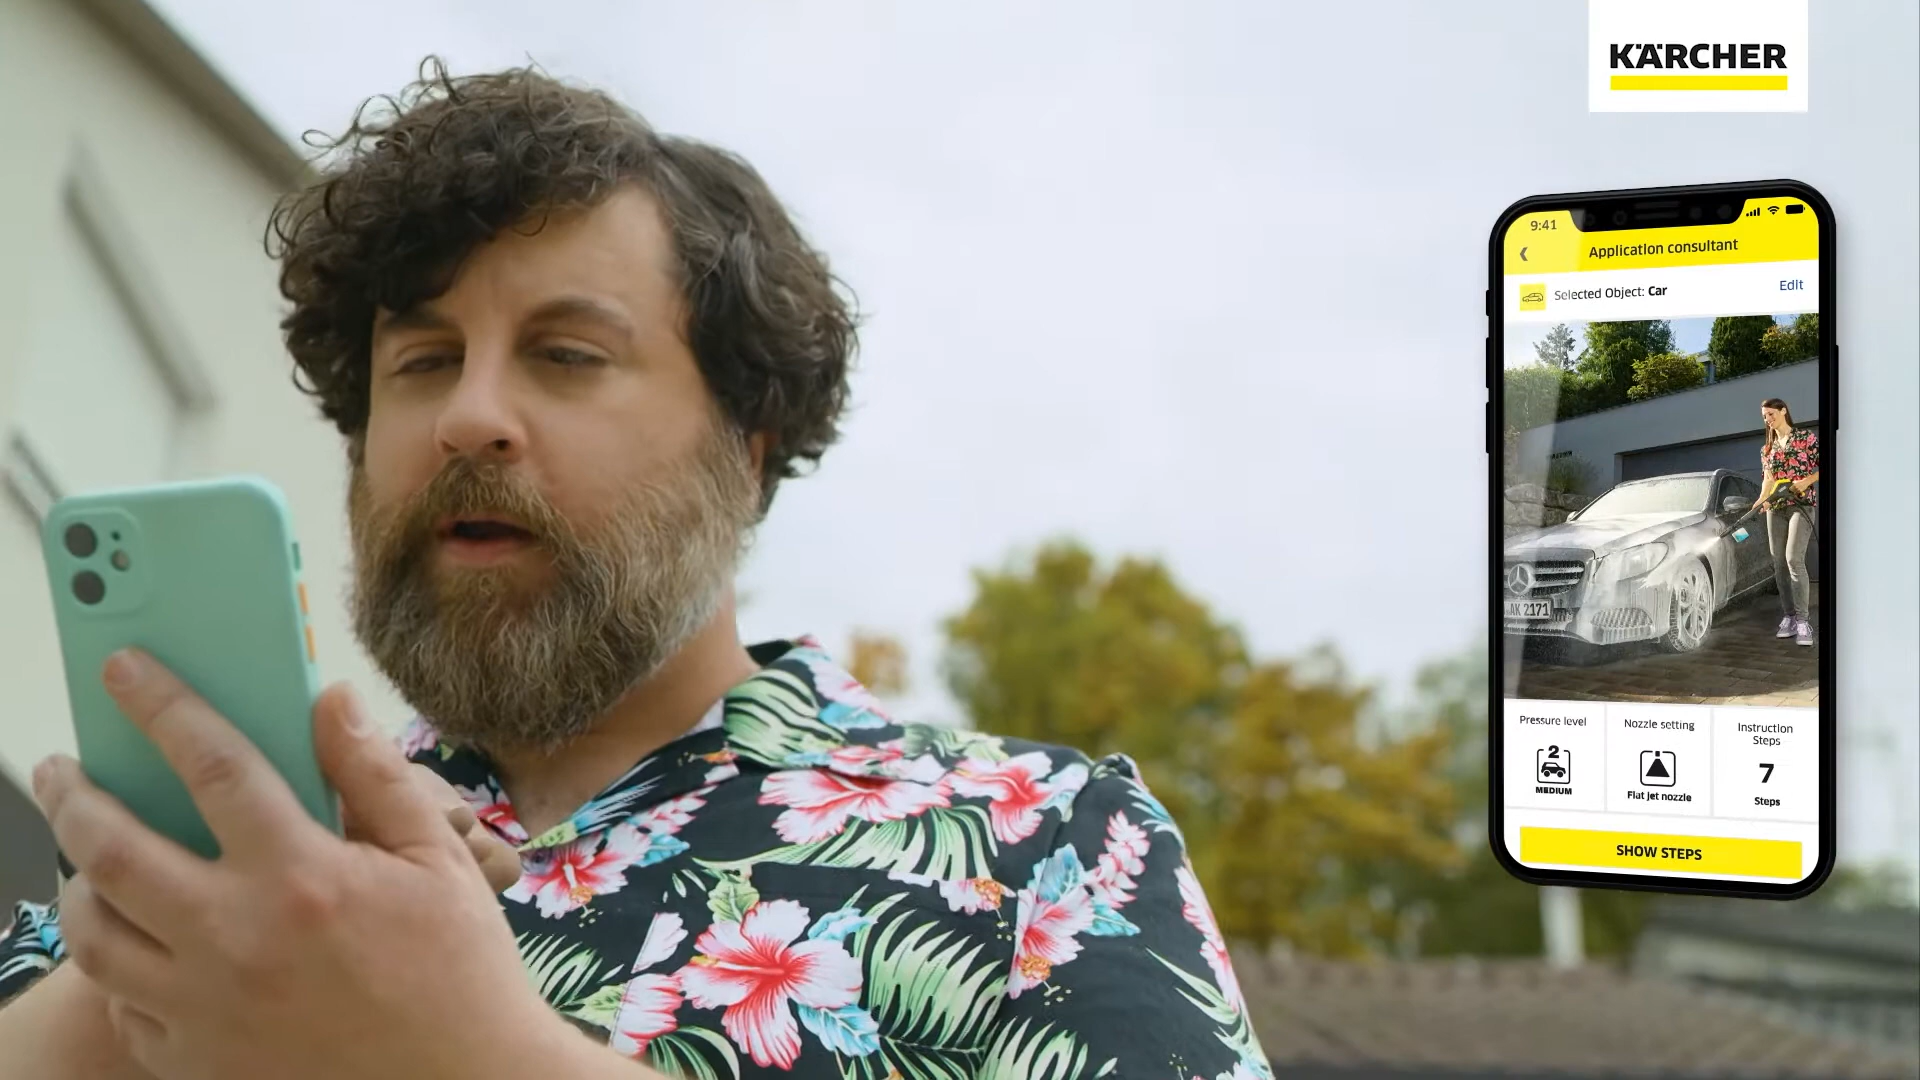 KÄRCHER
9:41
Application consultant
Selected Object: Car
Edit
AK 2171
Pressure level
2
MEDIUM
Nozzle setting
Flat jet nozzle
Instruction
Steps
7
Steps
SHOW STEPS